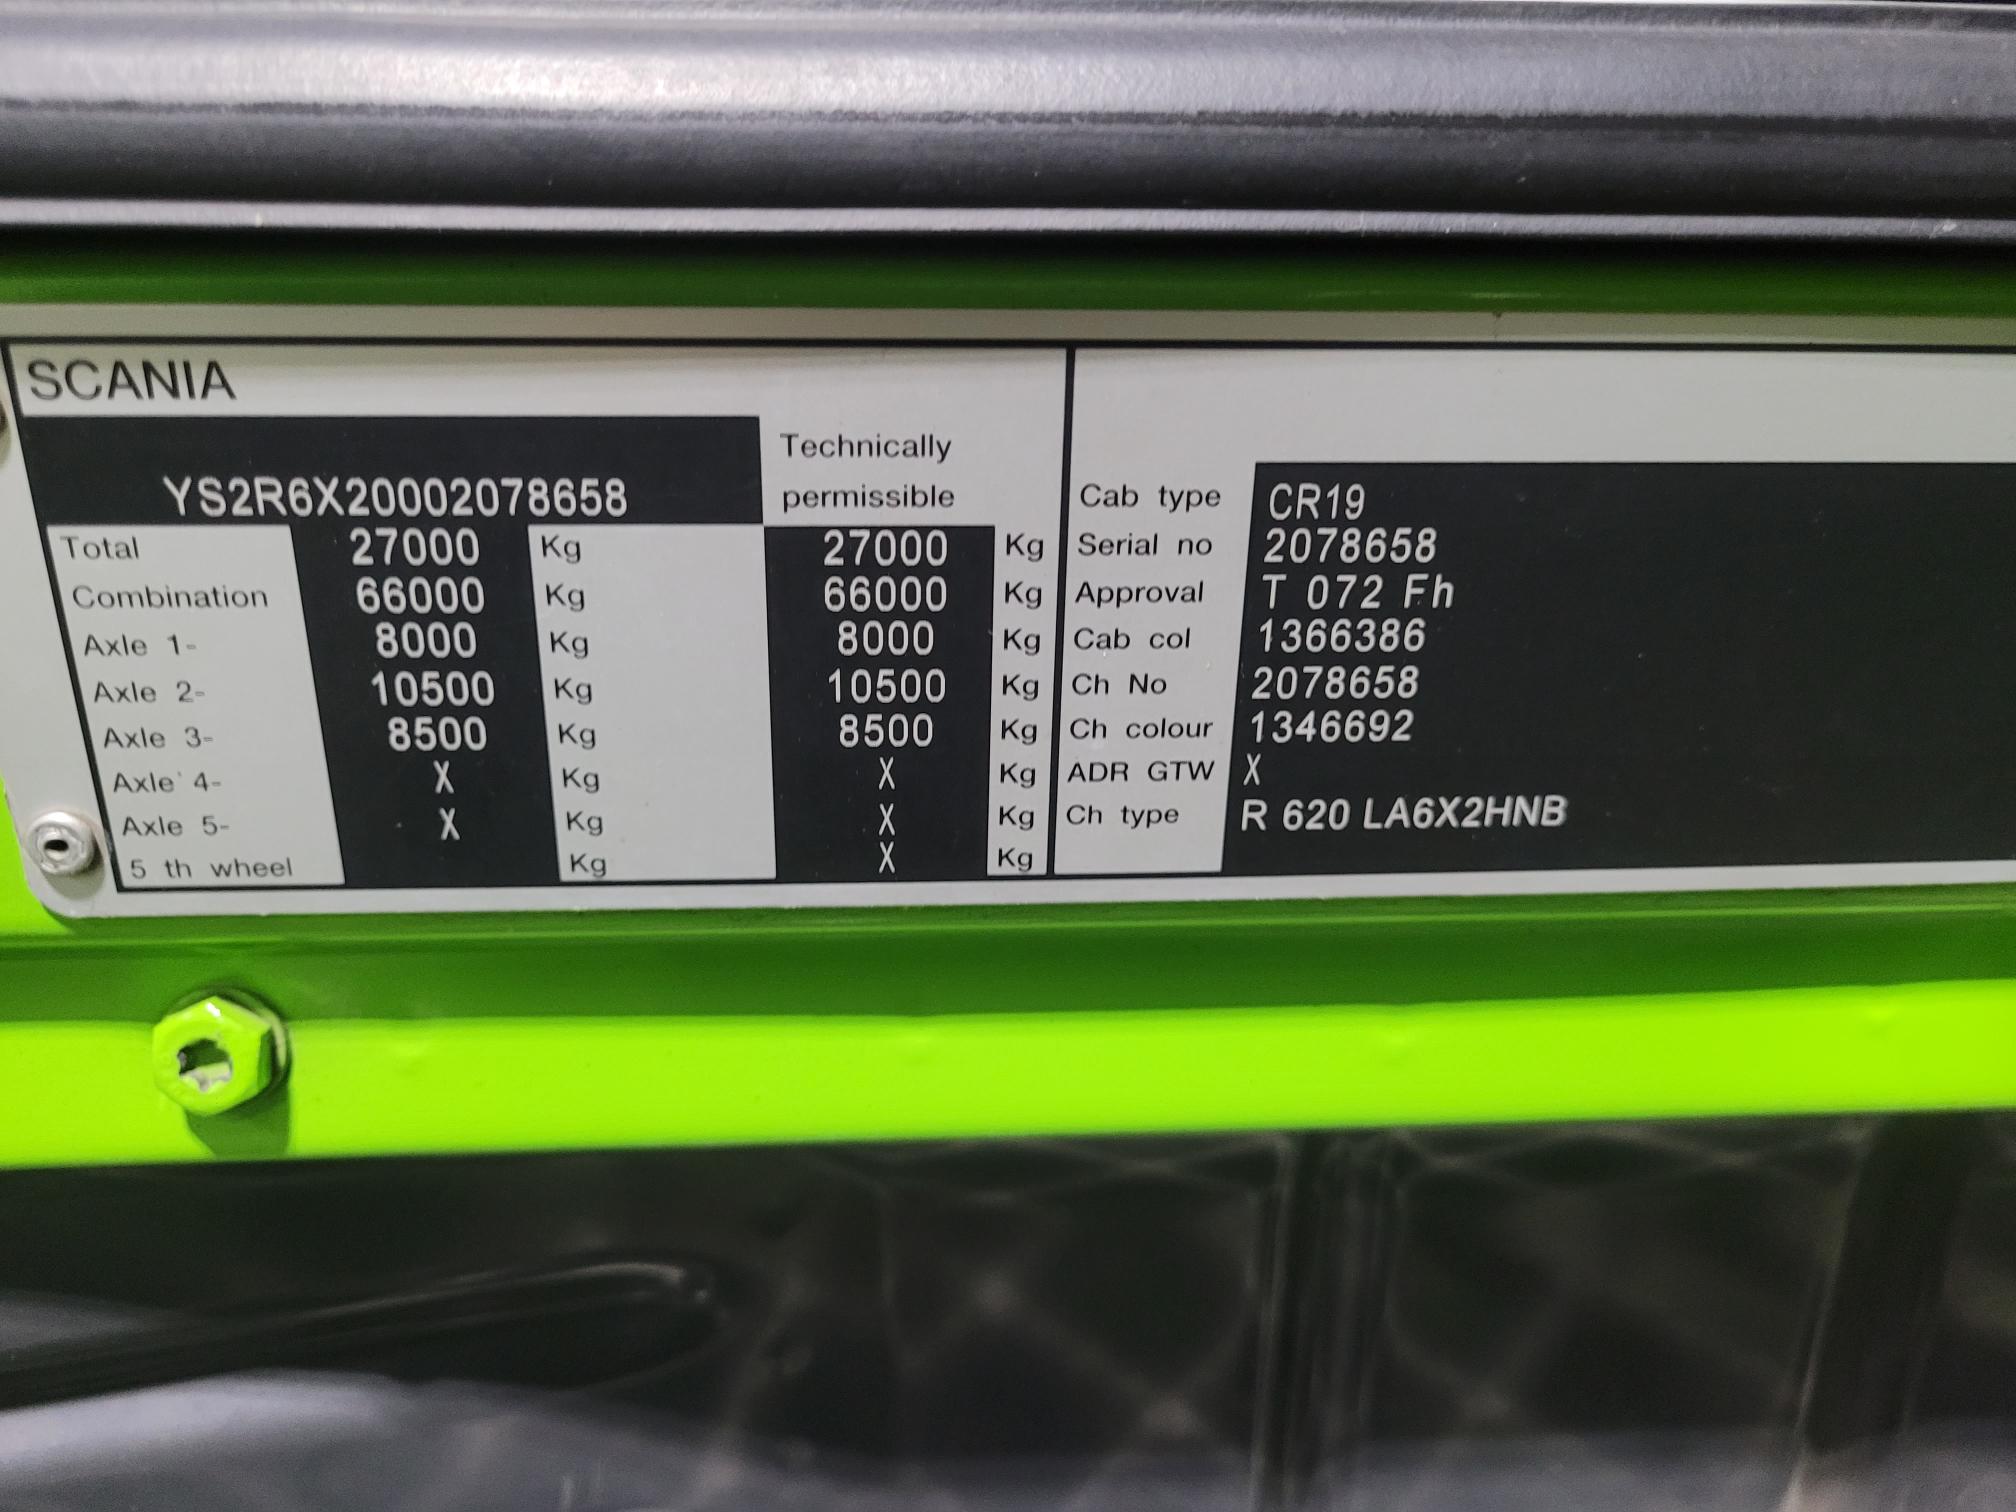 SCANIA
Technically
permissible
YS2R6X20002078658
Total 27000 Kg 27000 Kg
Combination 66000 Kg 66000 Kg
Axle 1- 8000 Kg 8000 Kg
Axle 2- 10500 Kg 10500 Kg
Axle 3- 8500 Kg 8500 Kg
Axle 4- X Kg X Kg
Axle 5- X Kg X Kg
5 th wheel Kg X Kg
Cab type CR19
Serial no 2078658
Approval T 072 Fh
Cab col 1366386
Ch No 2078658
Ch colour 1346692
ADR GTW X
Ch type R 620 LA6X2HNB